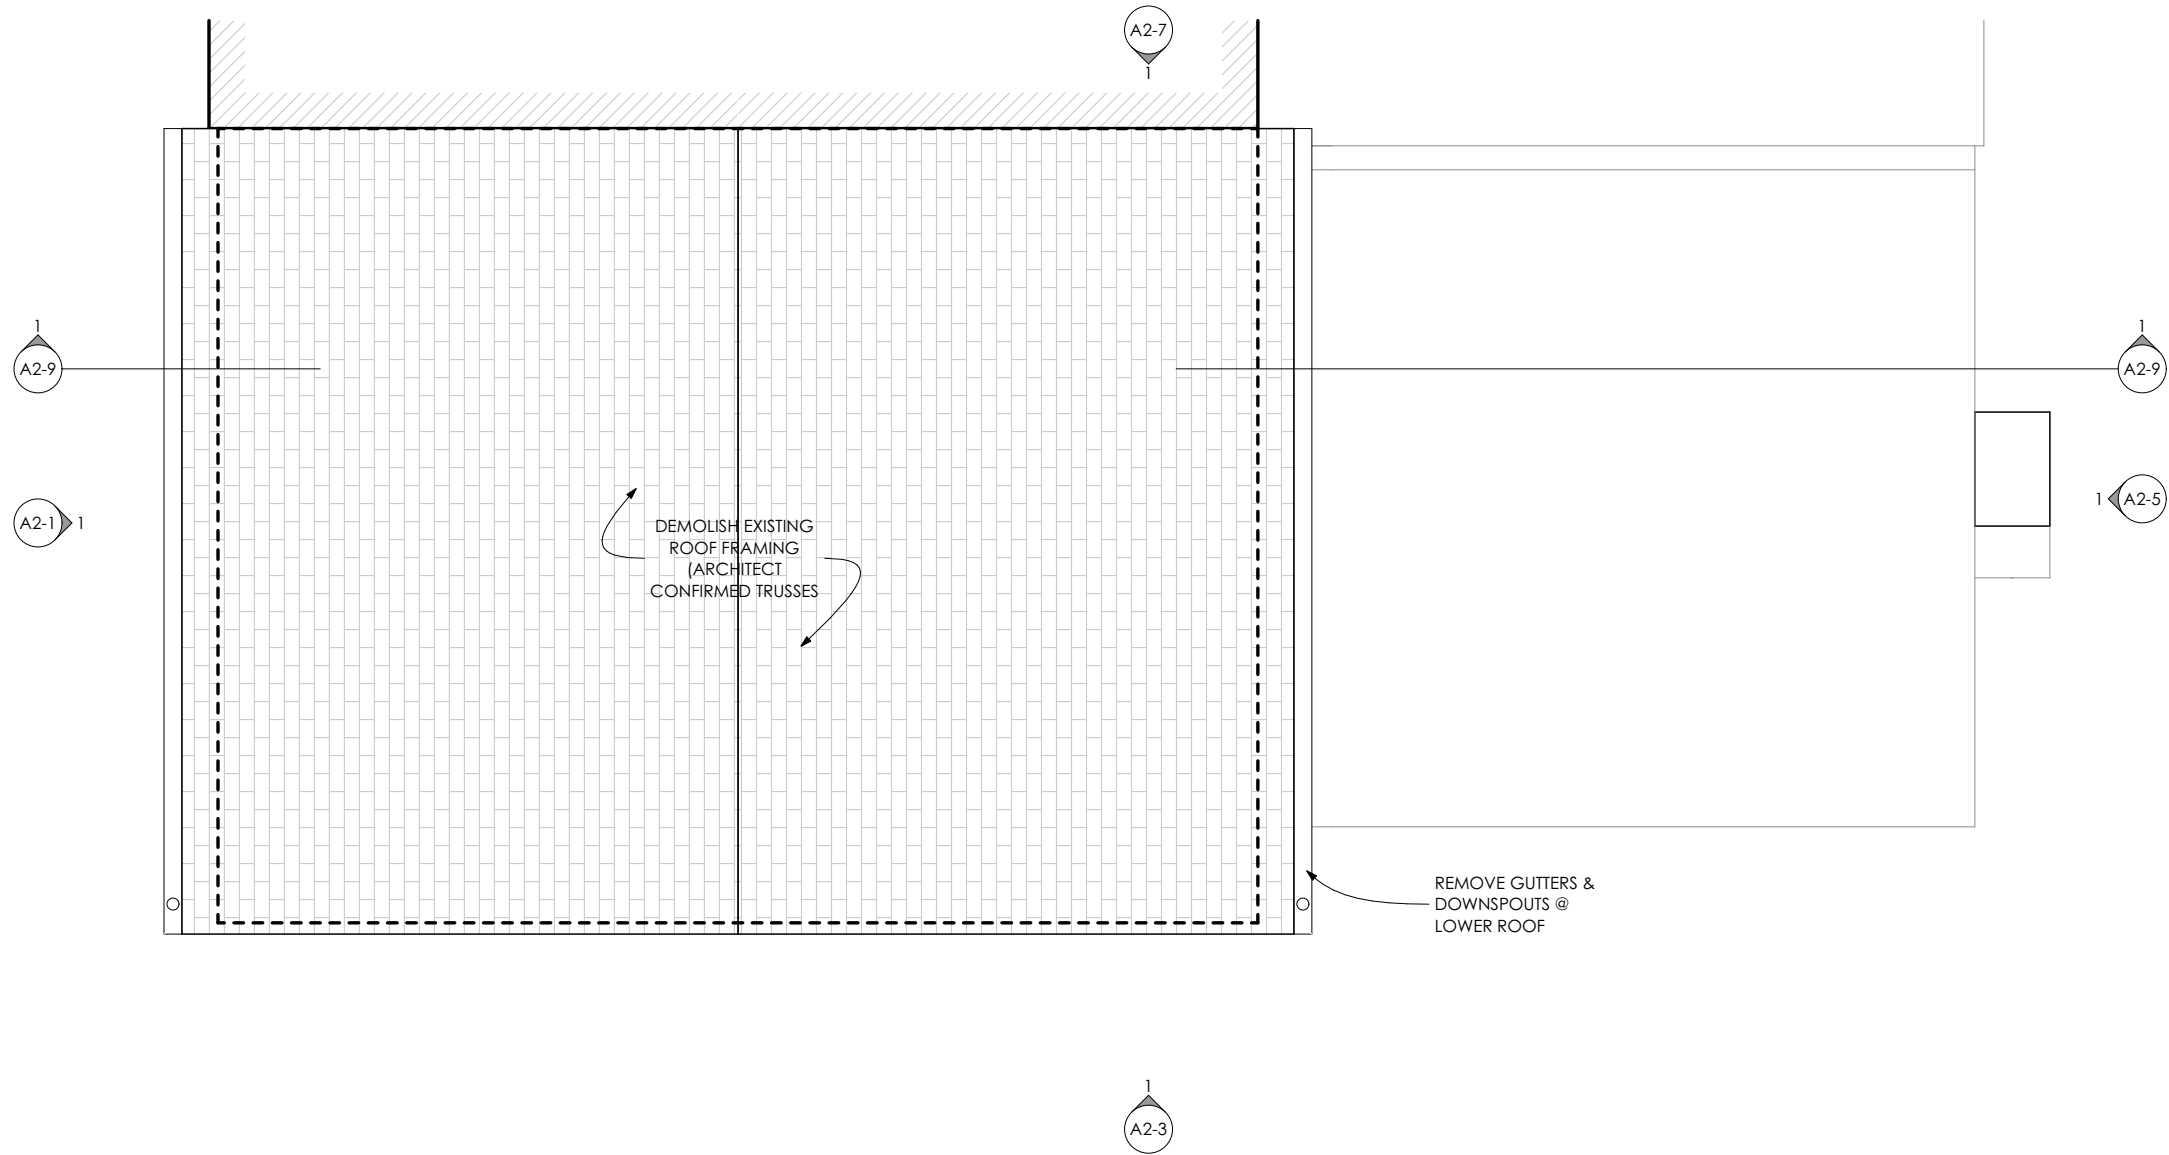 A2-7
1
1
A2-9
1
A2-9
A2-1
1
1
A2-5
DEMOLISH EXISTING
ROOF FRAMING
(ARCHITECT
CONFIRMED TRUSSES
REMOVE GUTTERS &
DOWNSPOUTS @
LOWER ROOF
1
A2-3